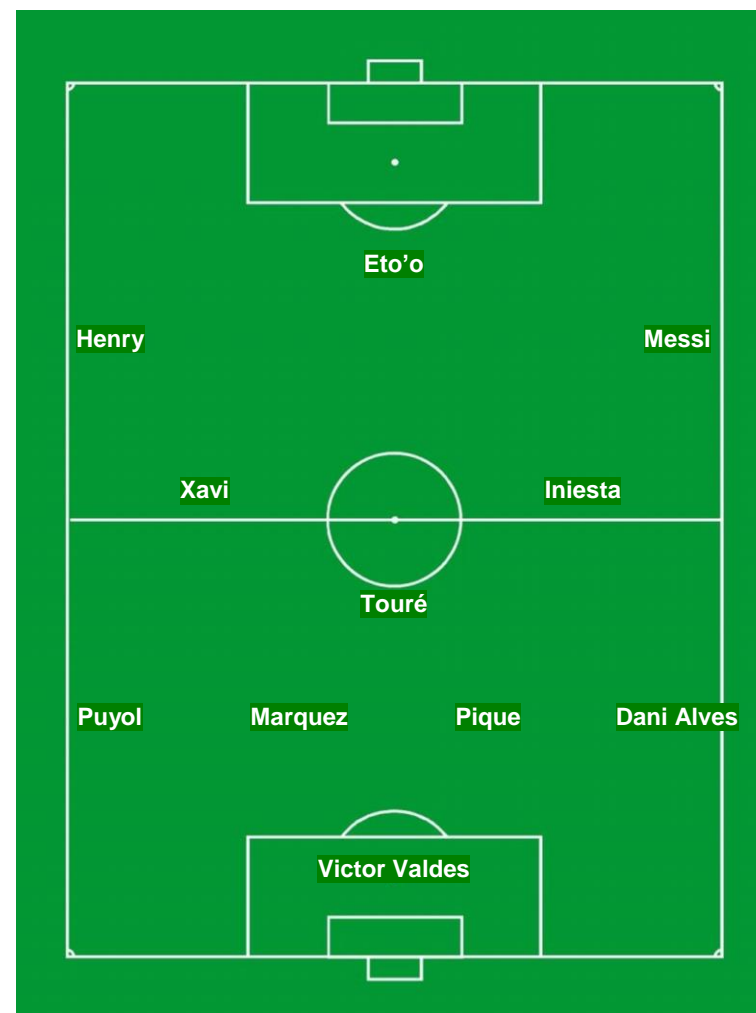 Eto’o
Henry Messi
Xavi Iniesta
Touré
Puyol Marquez Pique Dani Alves
Victor Valdes